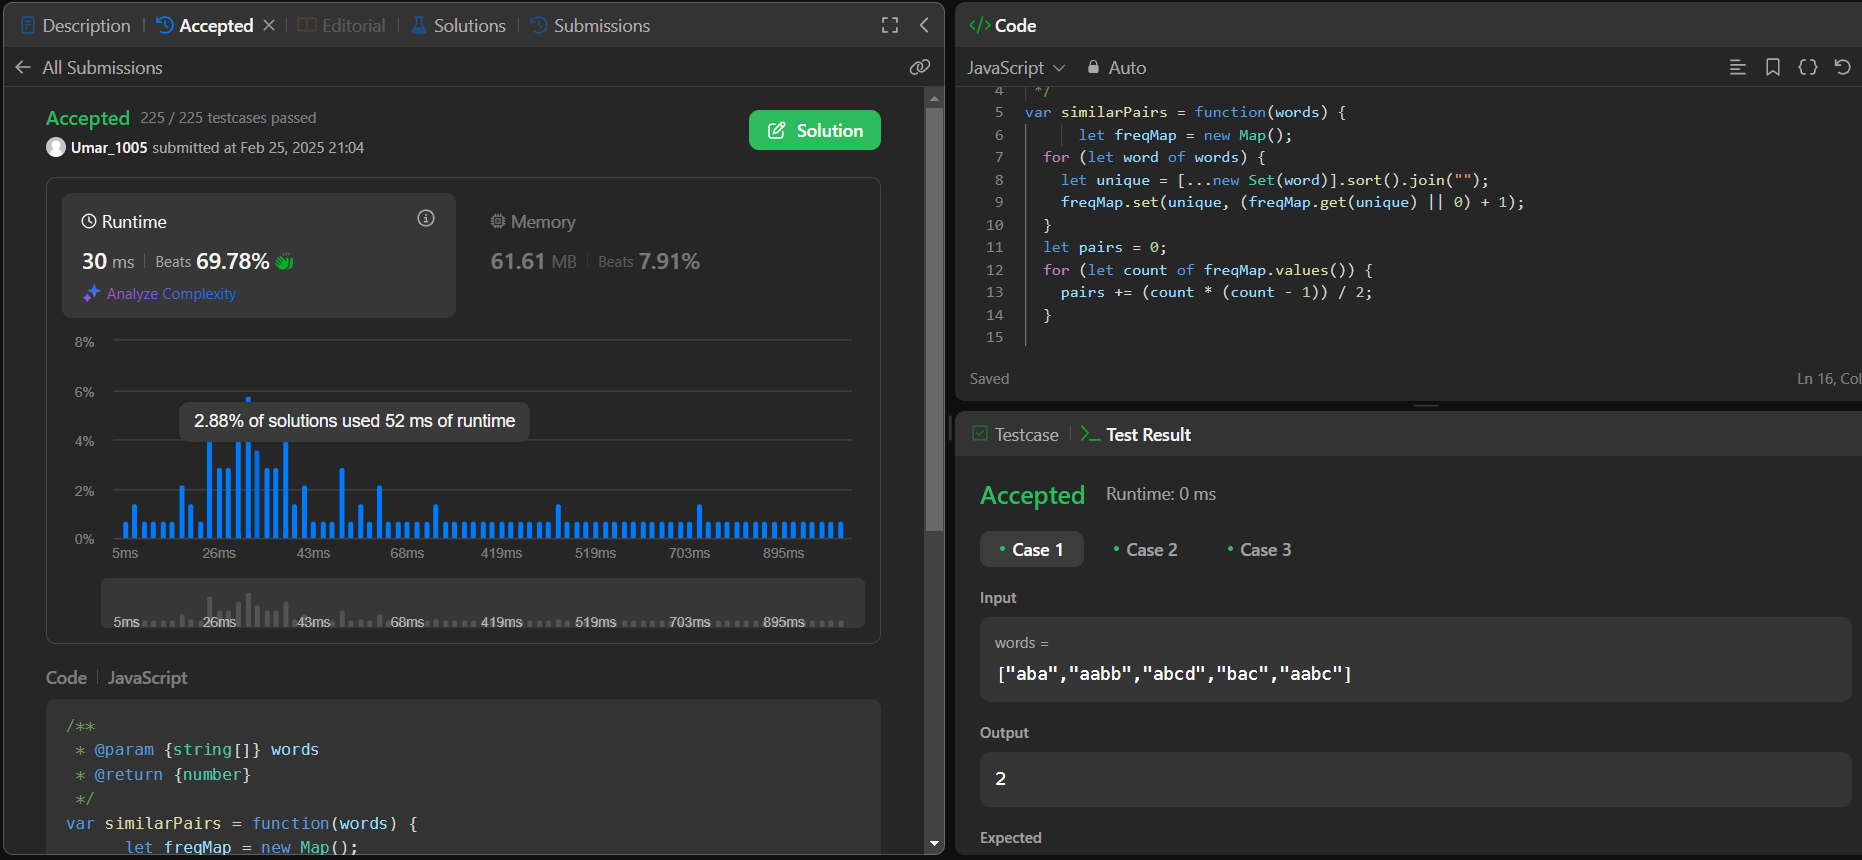 Description
Accepted
Editorial
Solutions
Submissions
All Submissions
Accepted 225 / 225 testcases passed
Umar_1005 submitted at Feb 25, 2025 21:04
Solution
Runtime
30 ms Beats 69.78%
Analyze Complexity
Memory
61.61 MB Beats 7.91%
8%
6%
4%
2%
0%
2.88% of solutions used 52 ms of runtime
5ms 26ms 43ms 68ms 419ms 519ms 703ms 895ms
5ms 26ms 43ms 68ms 419ms 519ms 703ms 895ms
Code JavaScript
/**
* @param {string[]} words
* @return {number}
*/
var similarPairs = function(words) {
let freqMap = new Map();
</> Code
JavaScript Auto
4 */
5 var similarPairs = function(words) {
6 let freqMap = new Map();
7 for (let word of words) {
8 let unique = [...new Set(word)].sort().join("");
9 freqMap.set(unique, (freqMap.get(unique) || 0) + 1);
10 }
11 let pairs = 0;
12 for (let count of freqMap.values()) {
13 pairs += (count * (count - 1)) / 2;
14 }
15
Saved
Ln 16, Col
Testcase
>_ Test Result
Accepted Runtime: 0 ms
Case 1
Case 2
Case 3
Input
words =
["aba","aabb","abcd","bac","aabc"]
Output
2
Expected